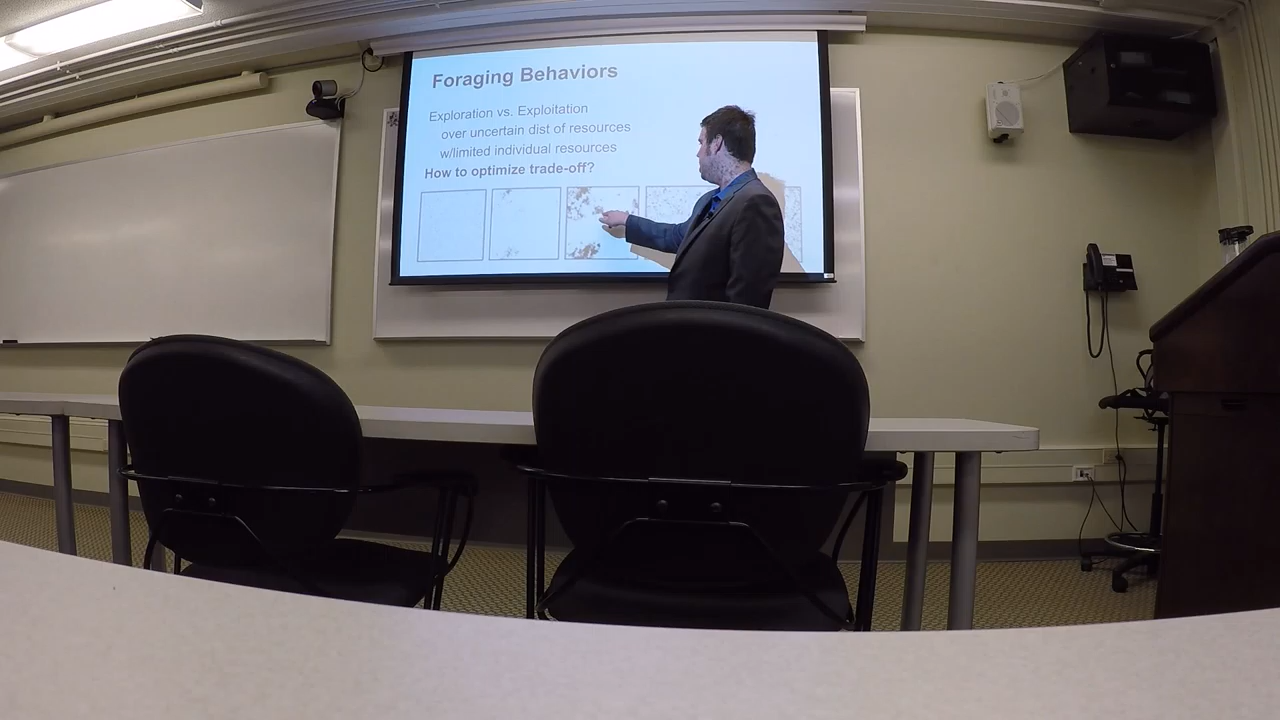 Foraging Behaviors
Exploration vs. Exploitation
over uncertain dist of resources
w/limited individual resources
How to optimize trade-off?